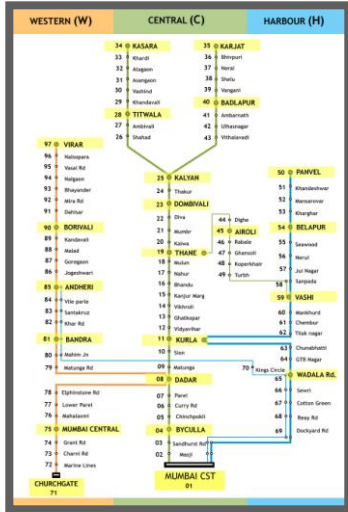 WESTERN (W)
CENTRAL (C)
HARBOUR (H)
34 KASARA
33 Khardi
32 Atagaon
31 Asangaon
30 Vashind
29 Khandavali
28 TITWALA
27 Ambivali
26 Shahad
35 KARJAT
36 Bhivpuri
37 Neral
38 Shelu
39 Vangani
40 BADLAPUR
41 Ambarnath
42 Ulhasnagar
43 Vithalavadi
25 KALYAN
24 Thakur
23 DOMBIVALI
22 Diva
21 Mumbr
20 Kalwa
19 THANE
18 Mulun
17 Nahur
16 Bhandu
15 Kanjur Marg
14 Vikhroli
13 Ghatkopar
12 Vidyavihar
11 KURLA
10 Sion
09 Matunga
08 DADAR
07 Parel
06 Curry Rd
05 Chinchpokli
04 BYCULLA
03 Sandhurst Rd
02 Masjid
MUMBAI CST
01
97 VIRAR
96 Nallaspara
95 Vasai Rd
94 Naigaon
93 Bhayander
92 Mira Rd
91 Dahisar
90 BORIVALI
89 Kandavali
88 Malad
87 Goregaon
86 Jogeshwari
85 ANDHERI
84 Vile parle
83 Santakruz
82 Khar Rd
81 BANDRA
80 Mahim Jn
79 Matunga Rd
78 Elphinstone Rd
77 Lower Parel
76 Mahalaxmi
75 MUMBAI CENTRAL
74 Grant Rd
73 Charni Rd
72 Marine Lines
CHURCHGATE
71
44 Dighe
45 AIROLI
46 Rabale
47 Ghansoli
48 Koparkhair
49 Turbh
50 PANVEL
51 Khandeshwar
52 Mansarovar
53 Kharghar
54 BELAPUR
55 Seawood
56 Nerul
57 Jui Nagar
58 Sanpada
59 VASHI
60 Mankhurd
61 Chembur
62 Tilak nagar
63 Chunabhatti
64 GTB Nagar
70 Kings Circle
65 WADALA Rd.
66 Sewri
67 Cotton Green
68 Reay Rd
69 Dockyard Rd